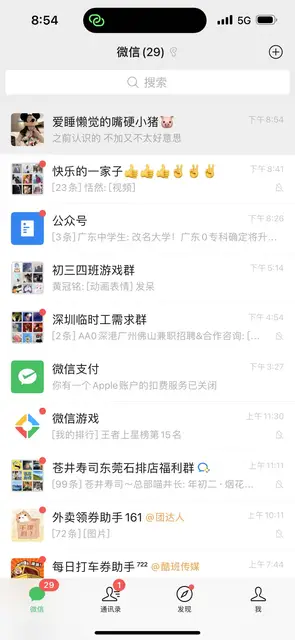 8:54
5G
微信(29)
搜索
爱睡懒觉的嘴硬小猪🐷
下午8:54
之前认识的 不加又不太好意思
快乐的一家子👍👍👍✌✌✌
下午8:41
[23条] 恬然: [视频]
公众号
下午8:26
[3条] 广东中学生: 改名大学！广东0专科确定将升...
初三四班游戏群
下午5:14
黄冠铭: [动画表情] 发呆
深圳临时工需求群
下午4:53
[2条] AA0深港广州佛山兼职招聘&合作咨询: [...
微信支付
下午3:27
你有一个Apple账户的扣费服务已关闭
微信游戏
上午11:30
[我的排行] 王者上星榜第15名
苍井寿司东莞石排店福利群
上午11:11
[99条] 苍井寿司～总部喵井长: 年初二·烟花...
外卖领券助手161 @团达人
上午10:11
[72条] [图片]
每日打车券助手⁷²² @酷班传媒
29
微信
1
通讯录
发现
我